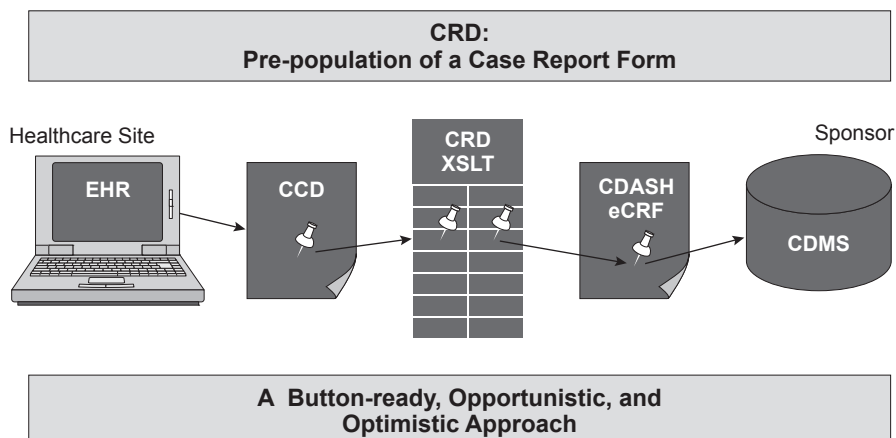 CRD:
Pre-population of a Case Report Form
Healthcare Site
Sponsor
EHR
CCD
CRD
XSLT
CDASH
eCRF
CDMS
A Button-ready, Opportunistic, and
Optimistic Approach